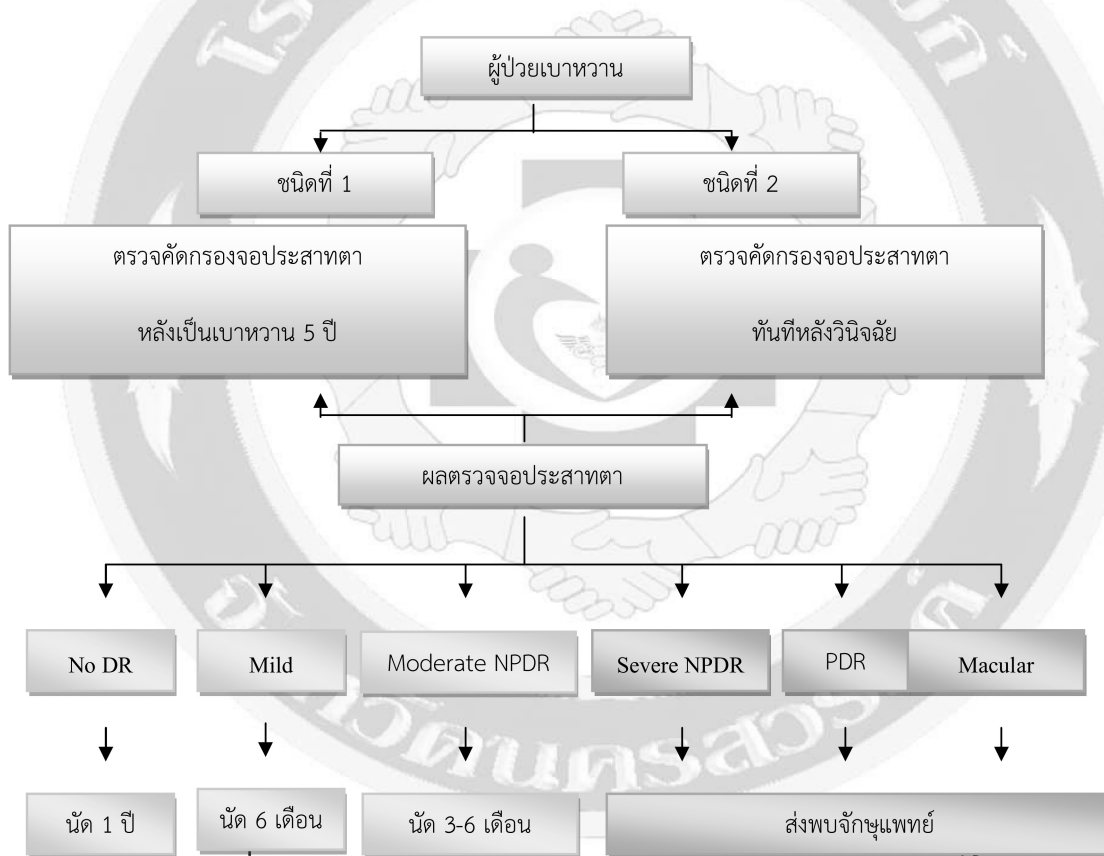 ผู้ป่วยเบาหวาน
ชนิดที่ 1
ชนิดที่ 2
ตรวจคัดกรองจอประสาทตา
หลังเป็นเบาหวาน 5 ปี
ตรวจคัดกรองจอประสาทตา
ทันทีหลังวินิจฉัย
ผลตรวจจอประสาทตา
No DR
Mild
Moderate NPDR
Severe NPDR
PDR
Macular
นัด 1 ปี
นัด 6 เดือน
นัด 3-6 เดือน
ส่งพบจักษุแพทย์